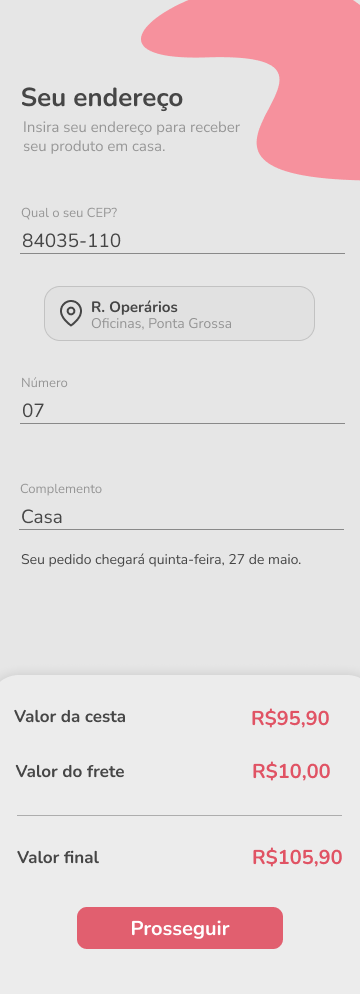 Seu endereço
Insira seu endereço para receber
seu produto em casa.
Qual o seu CEP?
84035-110
R. Operários
Oficinas, Ponta Grossa
Número
07
Complemento
Casa
Seu pedido chegará quinta-feira, 27 de maio.
Valor da cesta R$95,90
Valor do frete R$10,00
Valor final R$105,90
Prosseguir